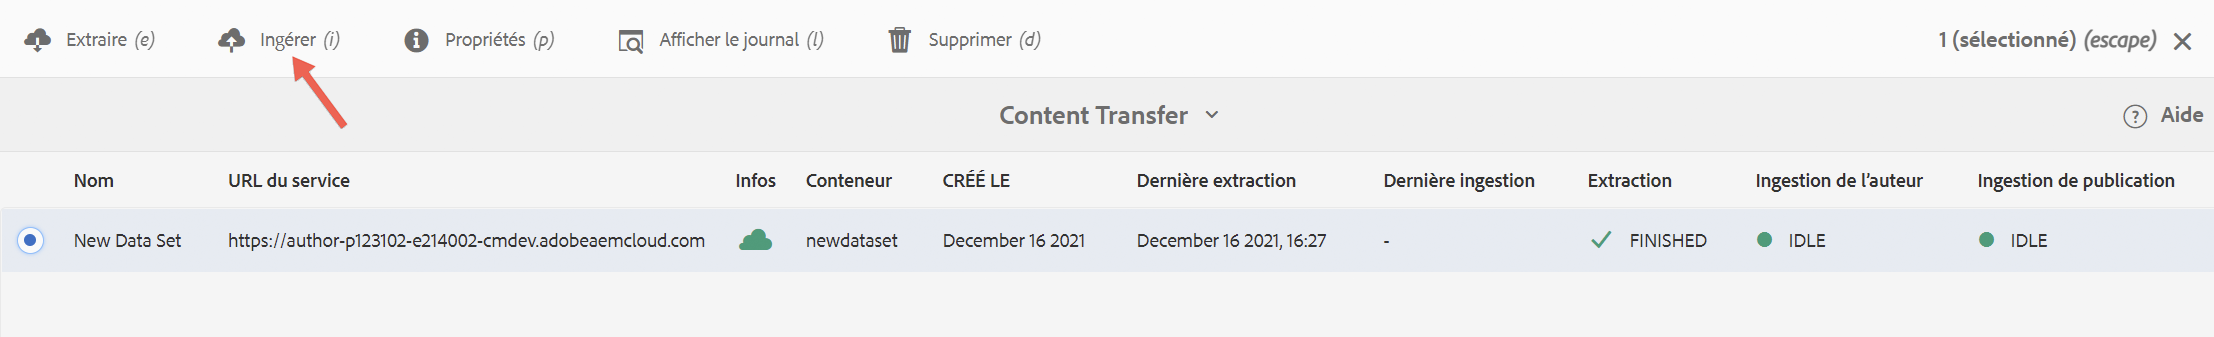 Extraire (e) Ingérer (i) Propriétés (p) Afficher le journal (l) Supprimer (d) 1 (sélectionné) (escape)
Content Transfer ? Aide
Nom URL du service Infos Conteneur CRÉÉ LE Dernière extraction Dernière ingestion Extraction Ingestion de l’auteur Ingestion de publication
New Data Set https://author-p123102-e214002-cmdev.adobeaemcloud.com newdataset December 16 2021 December 16 2021, 16:27 - FINISHED IDLE IDLE